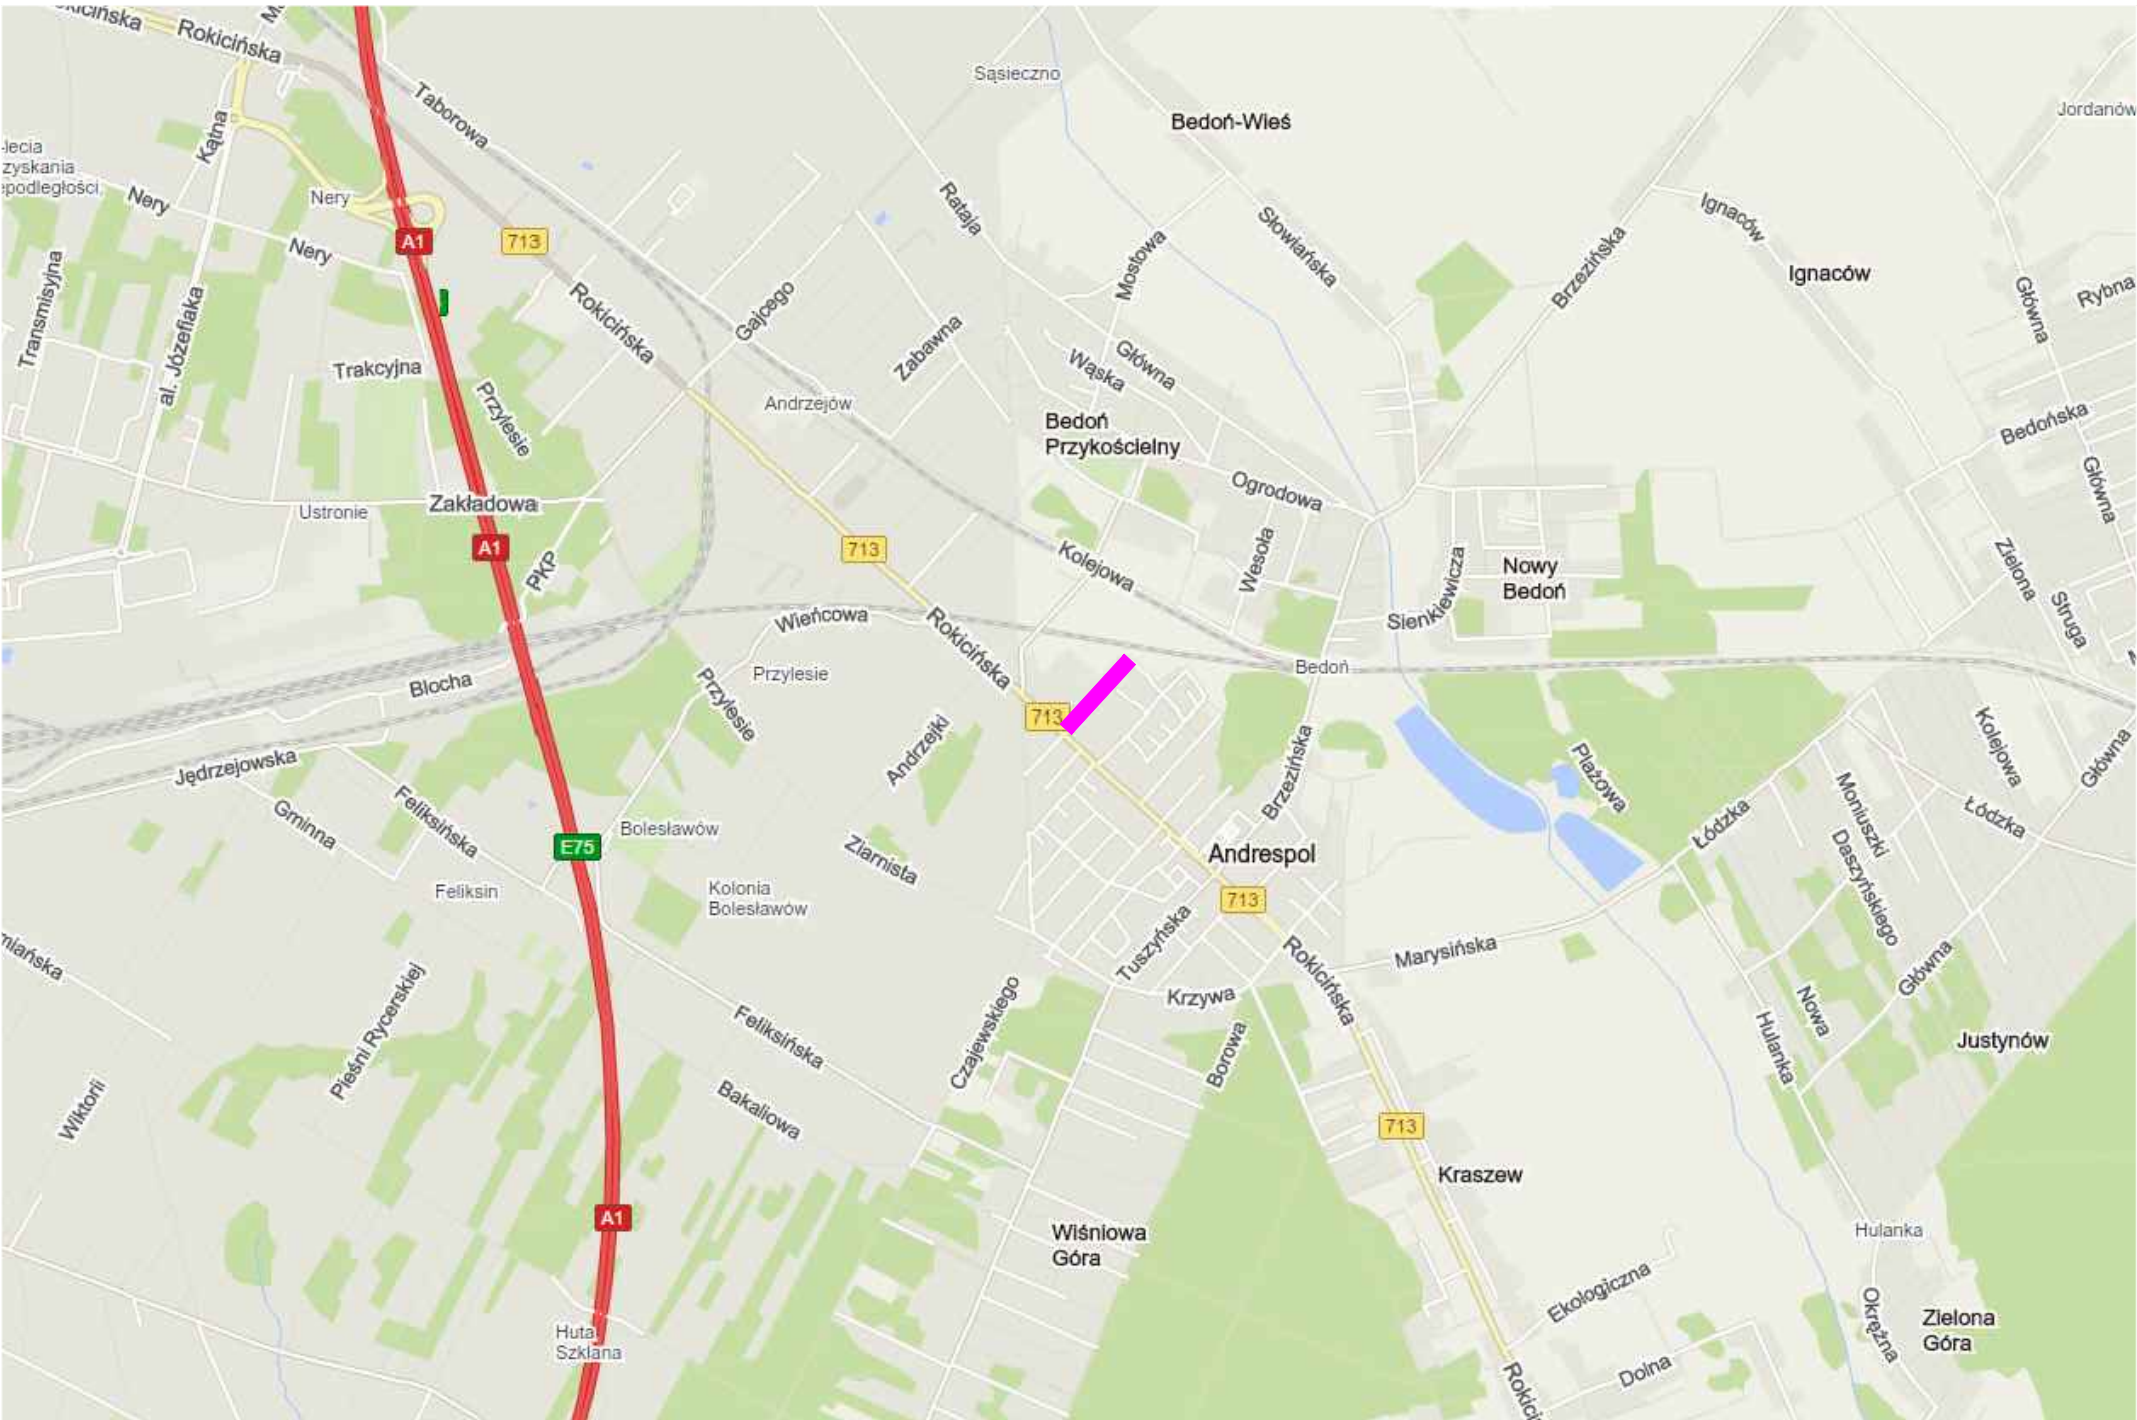 Rokicińska
Taborowa
Sąsieczno
Bedoń-Wieś
Jordanów
Kątna
-lecia
zyskania
epodległości
Nery
Nery
Nery
A1
713
Rataja
Mostowa
Słowiańska
Brzezińska
Ignaców
Ignaców
Główna
Rybna
Transmisyjna
al. Józefiaka
Rokicińska
Gajcego
Zabawna
Trakcyjna
Przylesie
Andrzejów
Wąska
Główna
Bedoń
Przykościelny
Bedońska
Główna
Ogrodowa
Zakładowa
Ustronie
A1
PKP
713
Kolejowa
Wesoła
Sienkiewicza
Nowy
Bedoń
Zielona
Struga
Wieńcowa
Rokicińska
Blocha
Przylesie
Przylesie
Bedoń
713
Andrzejki
Brzezińska
Plażowa
Kolejowa
Główna
Jędrzejowska
Gminna
Feliksińska
E75
Bolesławów
Ziarnista
Andrespol
Łódzka
Moniuszki
Daszyńskiego
Łódzka
Feliksin
Kolonia
Bolesławów
713
Tuszyńska
Rokicińska
Marysińska
Główna
miańska
Pieśni Rycerskiej
Krzywa
Czajewskiego
Feliksińska
Borowa
Nowa
Hulanka
Justynów
Wiktorii
Bakaliowa
713
Kraszew
A1
Wiśniowa
Góra
Hulanka
Ekologiczna
Okrężna
Zielona
Góra
Huta
Szklana
Dolna
Rokici